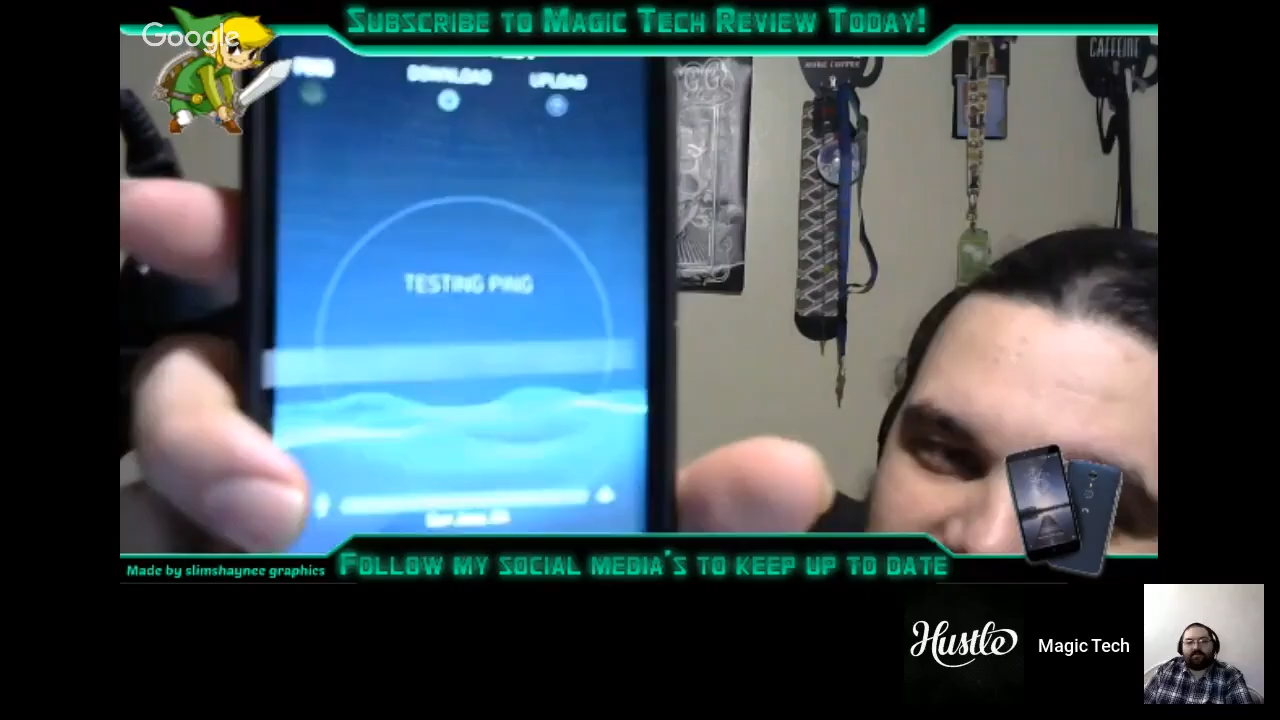 Subscribe to Magic Tech Review Today!
Google
PING
DOWNLOAD
UPLOAD
CAFFEINE
TESTING PING
Made by slimshaynee graphics
Follow my social media's to keep up to date
Hustle
Magic Tech